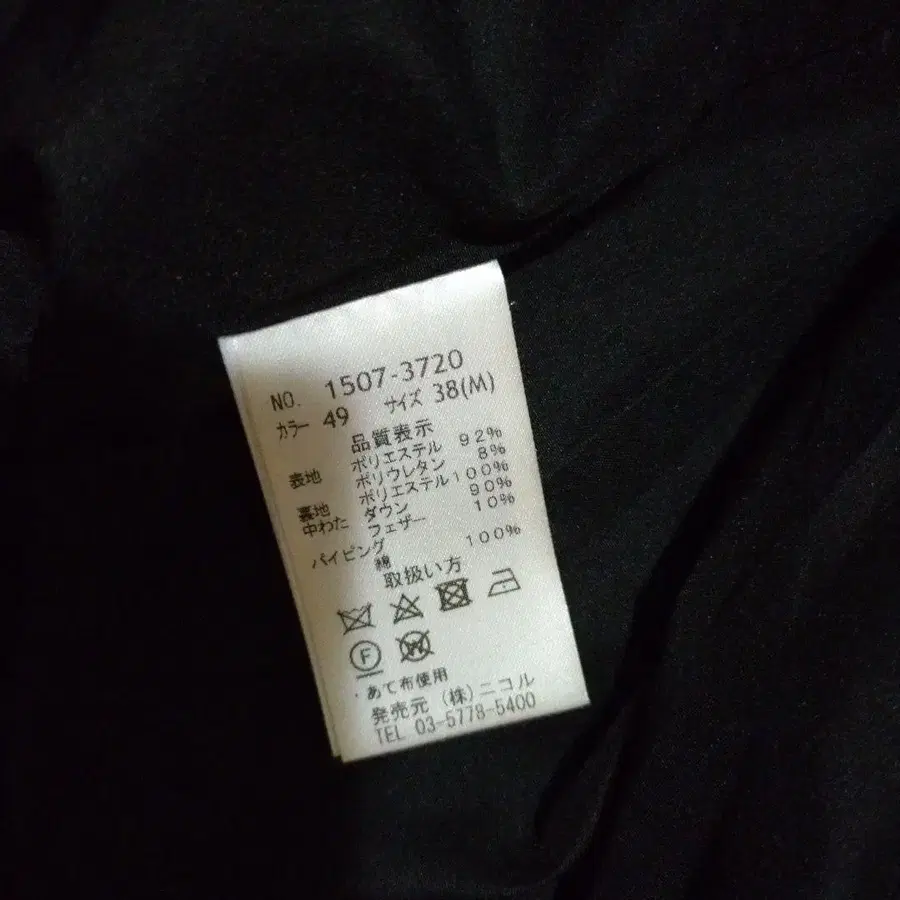 NO. 1507-3720
カラー 49 サイズ 38(M)
品質表示
表地 ポリエステル 92%
ポリウレタン 8%
裏地 ポリエステル 100%
中わた ダウン 90%
フェザー 10%
パイピング
綿 100%
取扱い方
F
W
・あて布使用
発売元 (株)ニコル
TEL 03-5778-5400